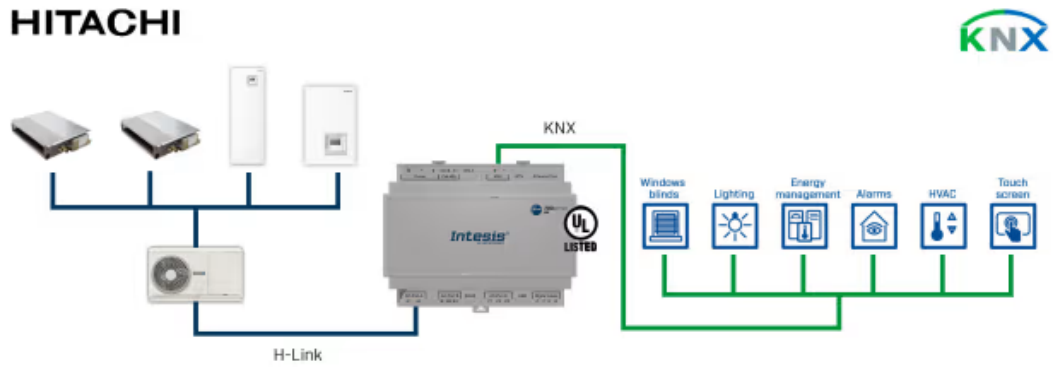 HITACHI
KNX
KNX
Windows
blinds
Lighting
Energy
management
Alarms
HVAC
Touch
screen
Intesis
UL
LISTED
H-Link